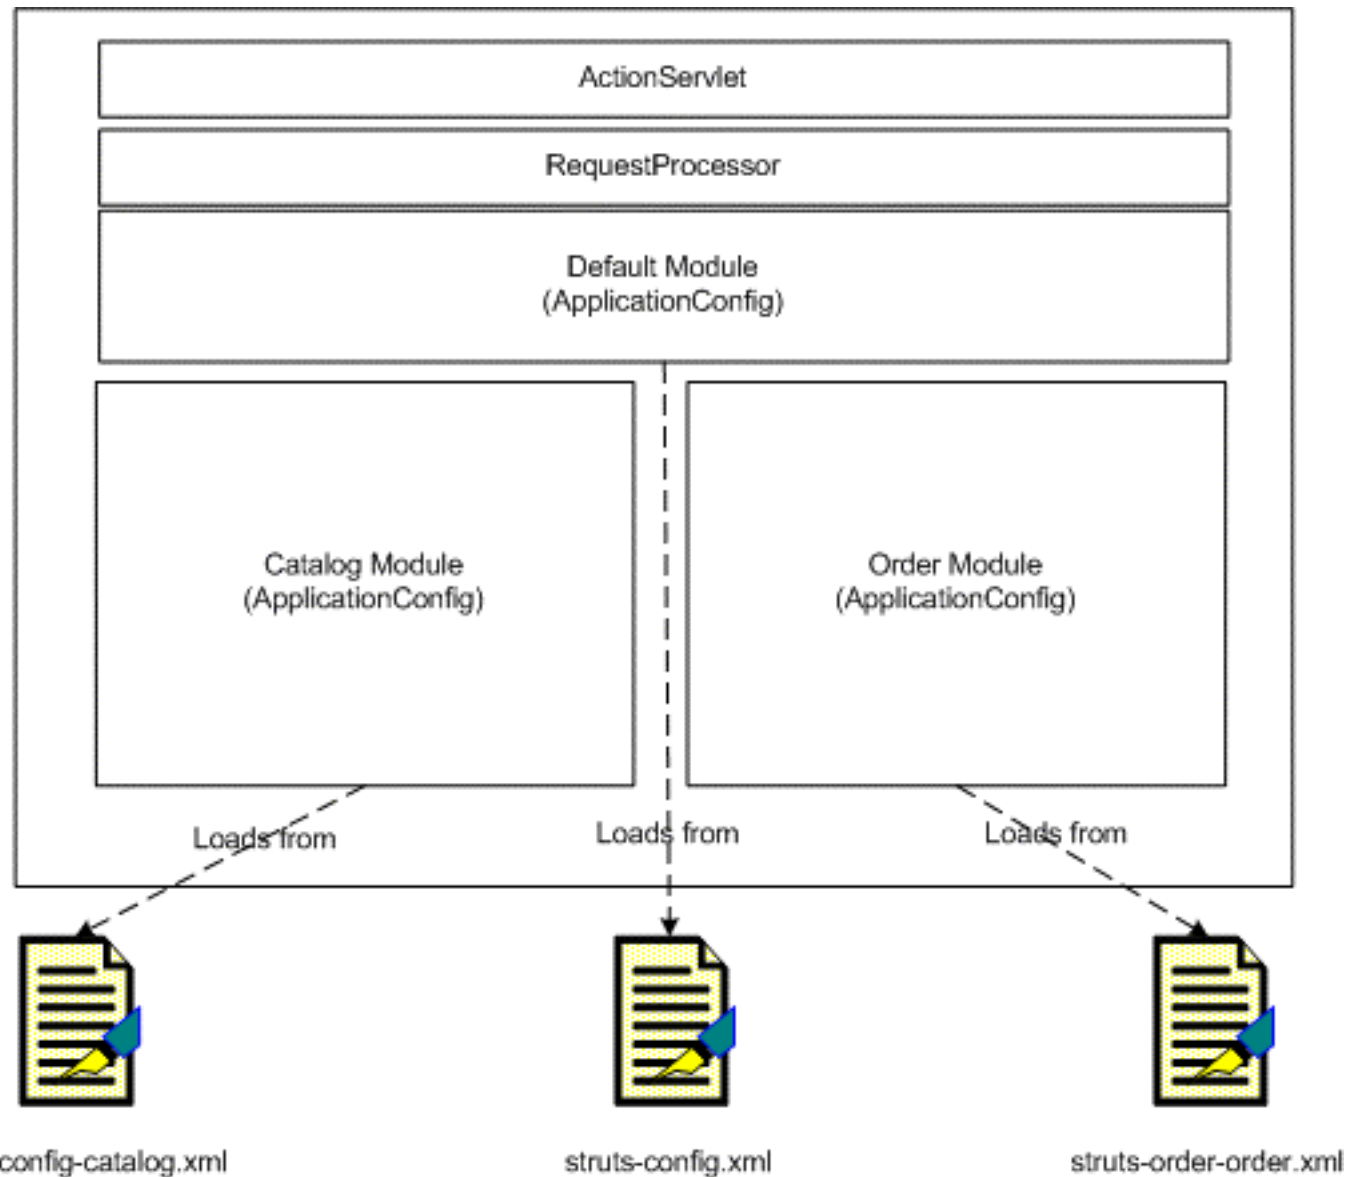 ActionServlet
RequestProcessor
Default Module
(ApplicationConfig)
Catalog Module
(ApplicationConfig)
Order Module
(ApplicationConfig)
Loads from
Loads from
Loads from
config-catalog.xml
struts-config.xml
struts-order-order.xml